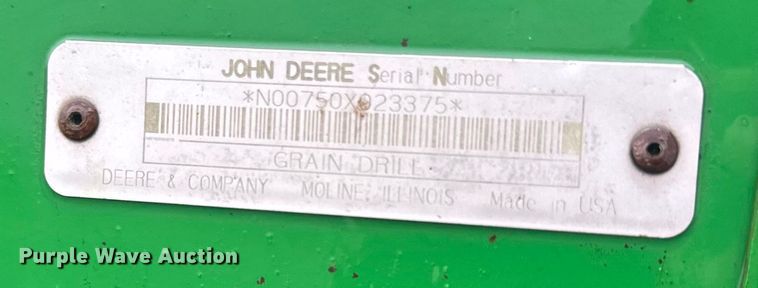 JOHN DEERE Serial Number
*N00750X023375*
GRAIN DRILL
DEERE & COMPANY MOLINE, ILLINOIS Made in USA
Purple Wave Auction